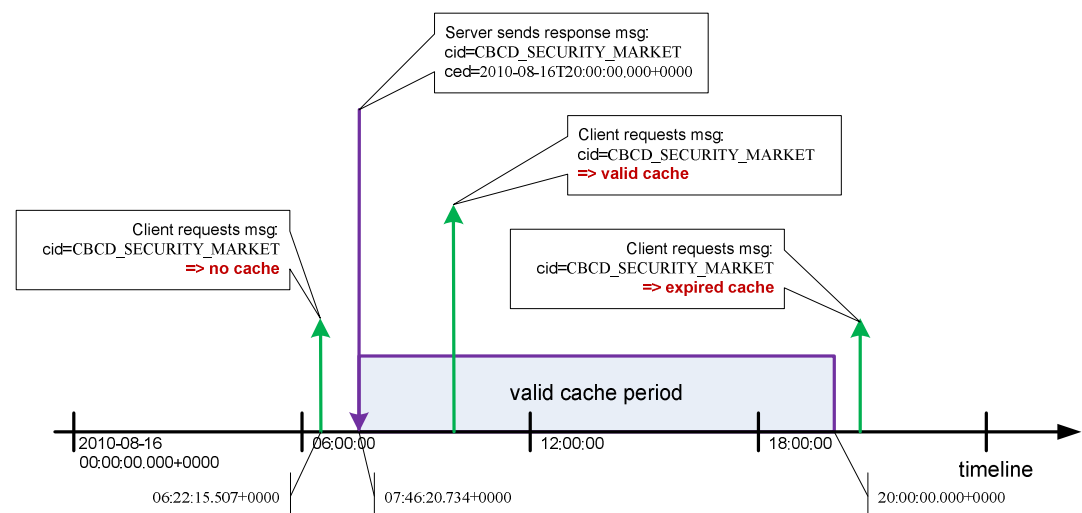 Server sends response msg:
cid=CBCD_SECURITY_MARKET
ced=2010-08-16T20:00:00.000+0000
Client requests msg:
cid=CBCD_SECURITY_MARKET
=> valid cache
Client requests msg:
cid=CBCD_SECURITY_MARKET
=> no cache
Client requests msg:
cid=CBCD_SECURITY_MARKET
=> expired cache
valid cache period
2010-08-16
00:00:00.000+0000
06:00:00
12:00:00
18:00:00
timeline
06:22:15.507+0000
07:46:20.734+0000
20:00:00.000+0000